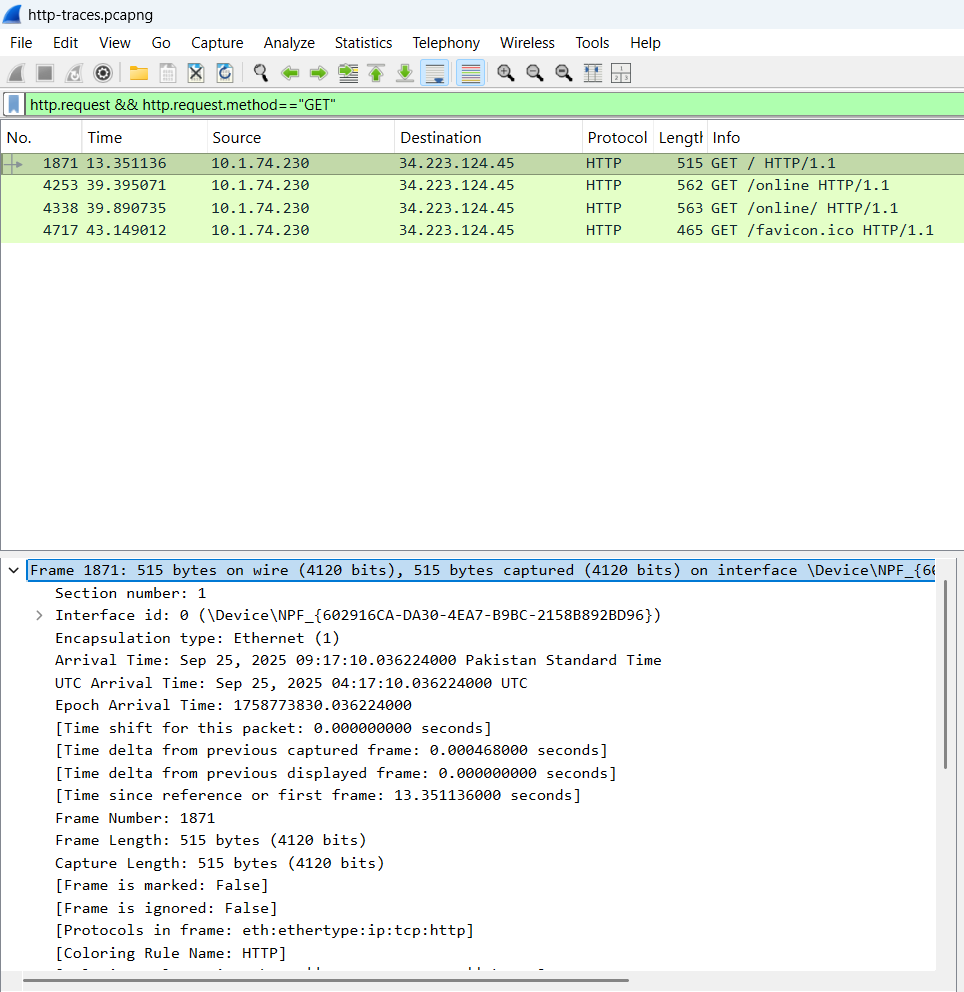 http-traces.pcapng
File Edit View Go Capture Analyze Statistics Telephony Wireless Tools Help
http.request && http.request.method=="GET"
No. Time Source Destination Protocol Length Info
1871 13.351136 10.1.74.230 34.223.124.45 HTTP 515 GET / HTTP/1.1
4253 39.395071 10.1.74.230 34.223.124.45 HTTP 562 GET /online HTTP/1.1
4338 39.890735 10.1.74.230 34.223.124.45 HTTP 563 GET /online/ HTTP/1.1
4717 43.149012 10.1.74.230 34.223.124.45 HTTP 465 GET /favicon.ico HTTP/1.1
Frame 1871: 515 bytes on wire (4120 bits), 515 bytes captured (4120 bits) on interface \Device\NPF_{60
Section number: 1
Interface id: 0 (\Device\NPF_{602916CA-DA30-4EA7-B9BC-2158B892BD96})
Encapsulation type: Ethernet (1)
Arrival Time: Sep 25, 2025 09:17:10.036224000 Pakistan Standard Time
UTC Arrival Time: Sep 25, 2025 04:17:10.036224000 UTC
Epoch Arrival Time: 1758773830.036224000
[Time shift for this packet: 0.000000000 seconds]
[Time delta from previous captured frame: 0.000468000 seconds]
[Time delta from previous displayed frame: 0.000000000 seconds]
[Time since reference or first frame: 13.351136000 seconds]
Frame Number: 1871
Frame Length: 515 bytes (4120 bits)
Capture Length: 515 bytes (4120 bits)
[Frame is marked: False]
[Frame is ignored: False]
[Protocols in frame: eth:ethertype:ip:tcp:http]
[Coloring Rule Name: HTTP]